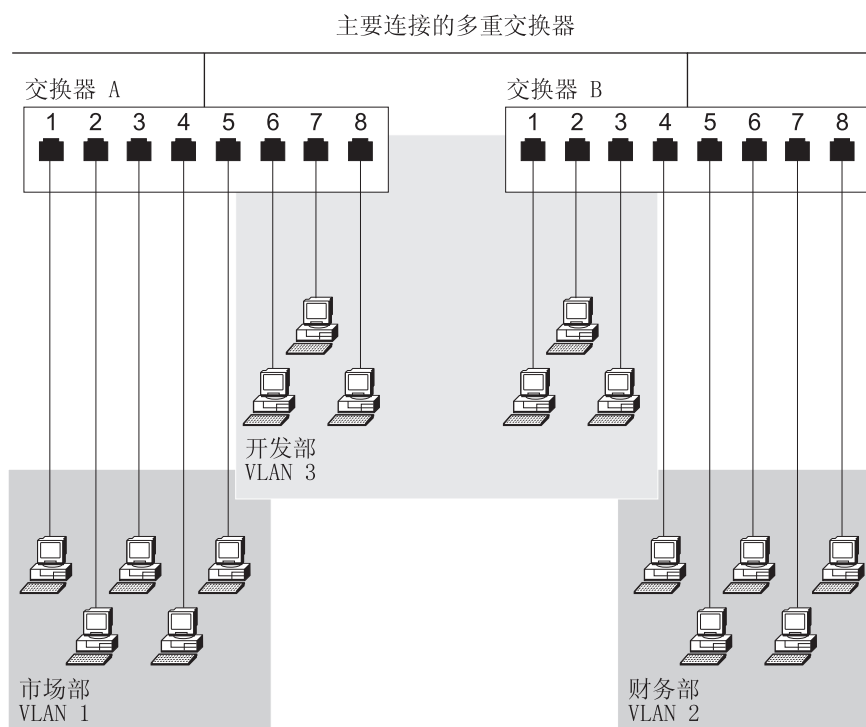 主要连接的多重交换器
交换器 A
交换器 B
1 2 3 4 5 6 7 8
1 2 3 4 5 6 7 8
开发部
VLAN 3
市场部
VLAN 1
财务部
VLAN 2